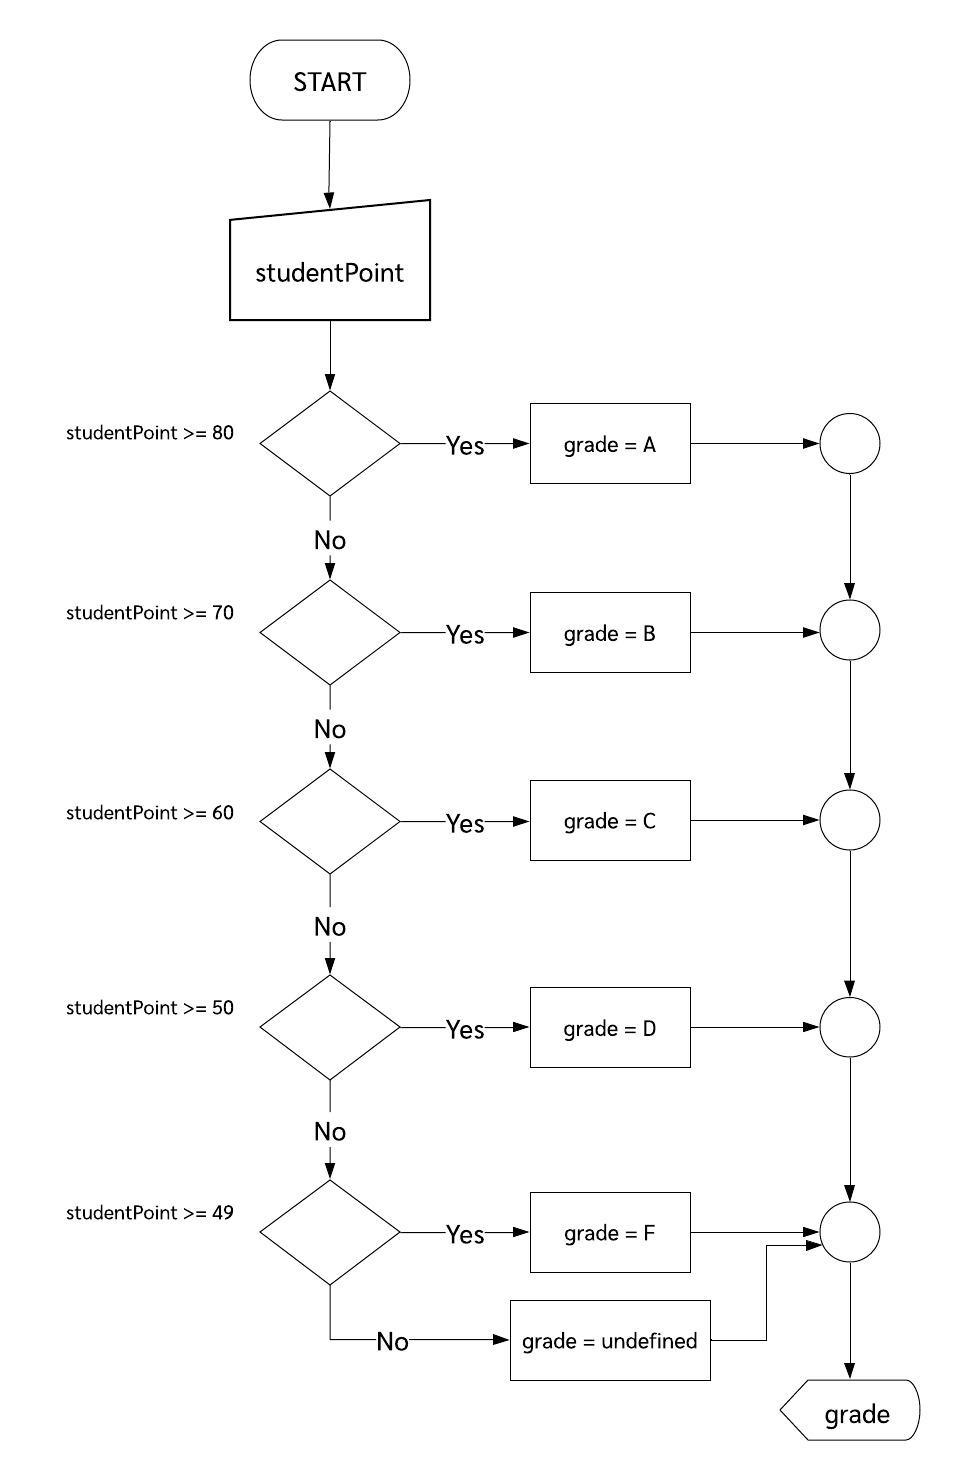 START
studentPoint
studentPoint >= 80
Yes
grade = A
No
studentPoint >= 70
Yes
grade = B
No
studentPoint >= 60
Yes
grade = C
No
studentPoint >= 50
Yes
grade = D
No
studentPoint >= 49
Yes
grade = F
No
grade = undefined
grade